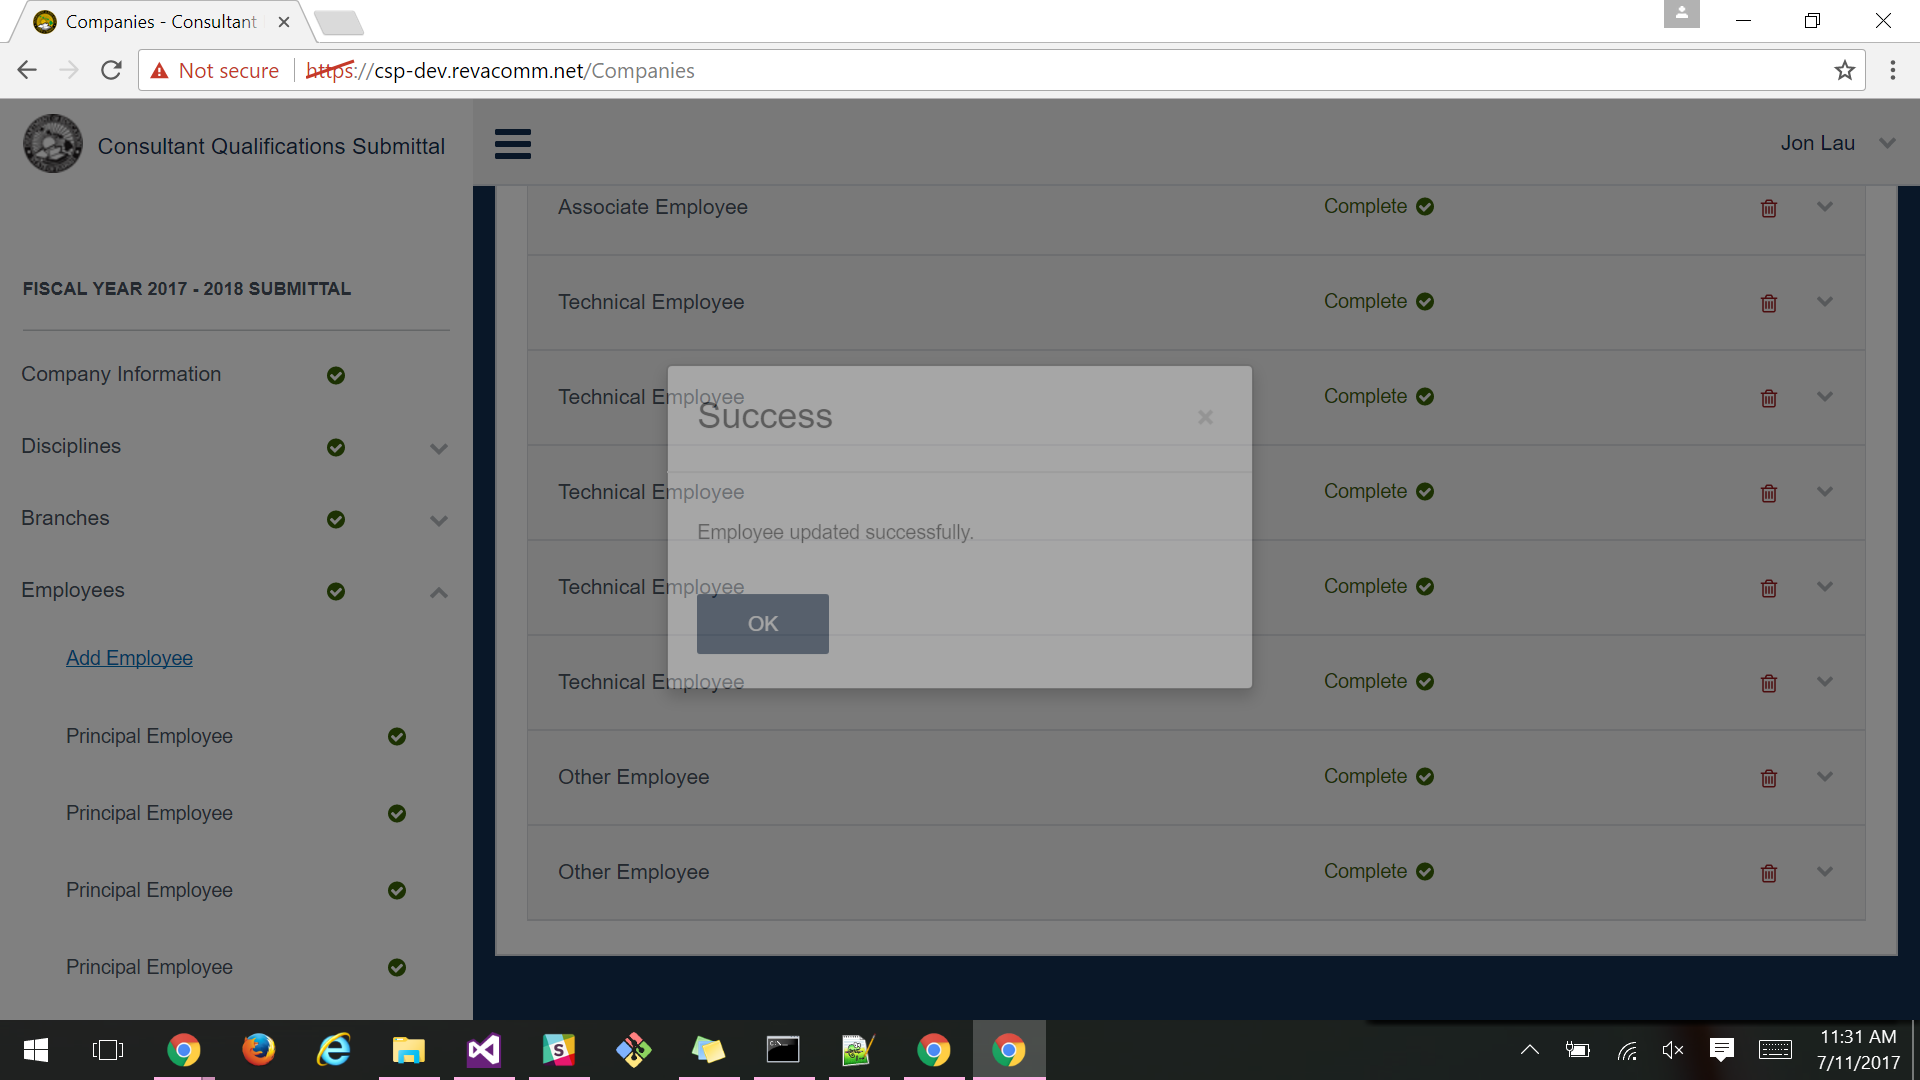 Companies - Consultant
Not secure
https://csp-dev.revacomm.net/Companies
Consultant Qualifications Submittal
Jon Lau
FISCAL YEAR 2017 - 2018 SUBMITTAL
Company Information
Disciplines
Branches
Employees
Add Employee
Principal Employee
Principal Employee
Principal Employee
Principal Employee
Associate Employee Complete
Technical Employee Complete
Technical Employee Complete
Technical Employee Complete
Technical Employee Complete
Technical Employee Complete
Other Employee Complete
Other Employee Complete
Success
×
Employee updated successfully.
OK
11:31 AM
7/11/2017